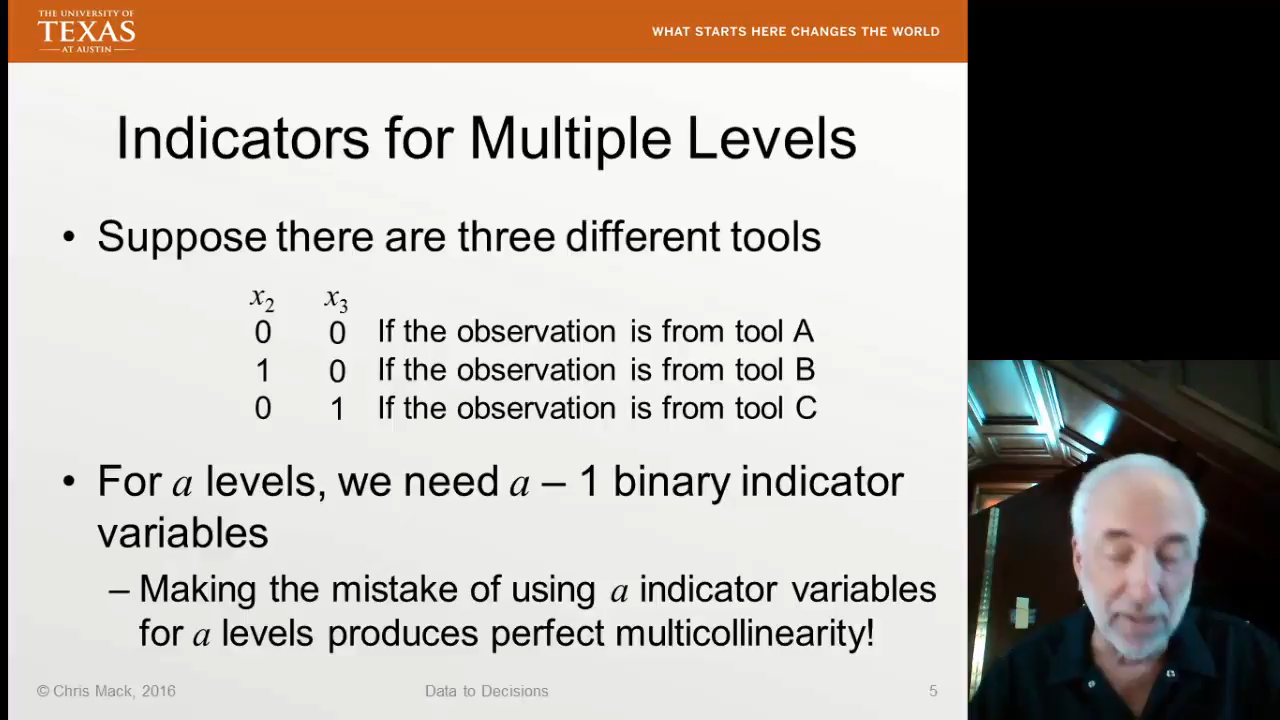 THE UNIVERSITY OF
TEXAS
AT AUSTIN
WHAT STARTS HERE CHANGES THE WORLD
Indicators for Multiple Levels
• Suppose there are three different tools
x₂ x₃
0 0 If the observation is from tool A
1 0 If the observation is from tool B
0 1 If the observation is from tool C
• For a levels, we need a – 1 binary indicator
variables
– Making the mistake of using a indicator variables
for a levels produces perfect multicollinearity!
© Chris Mack, 2016 Data to Decisions 5